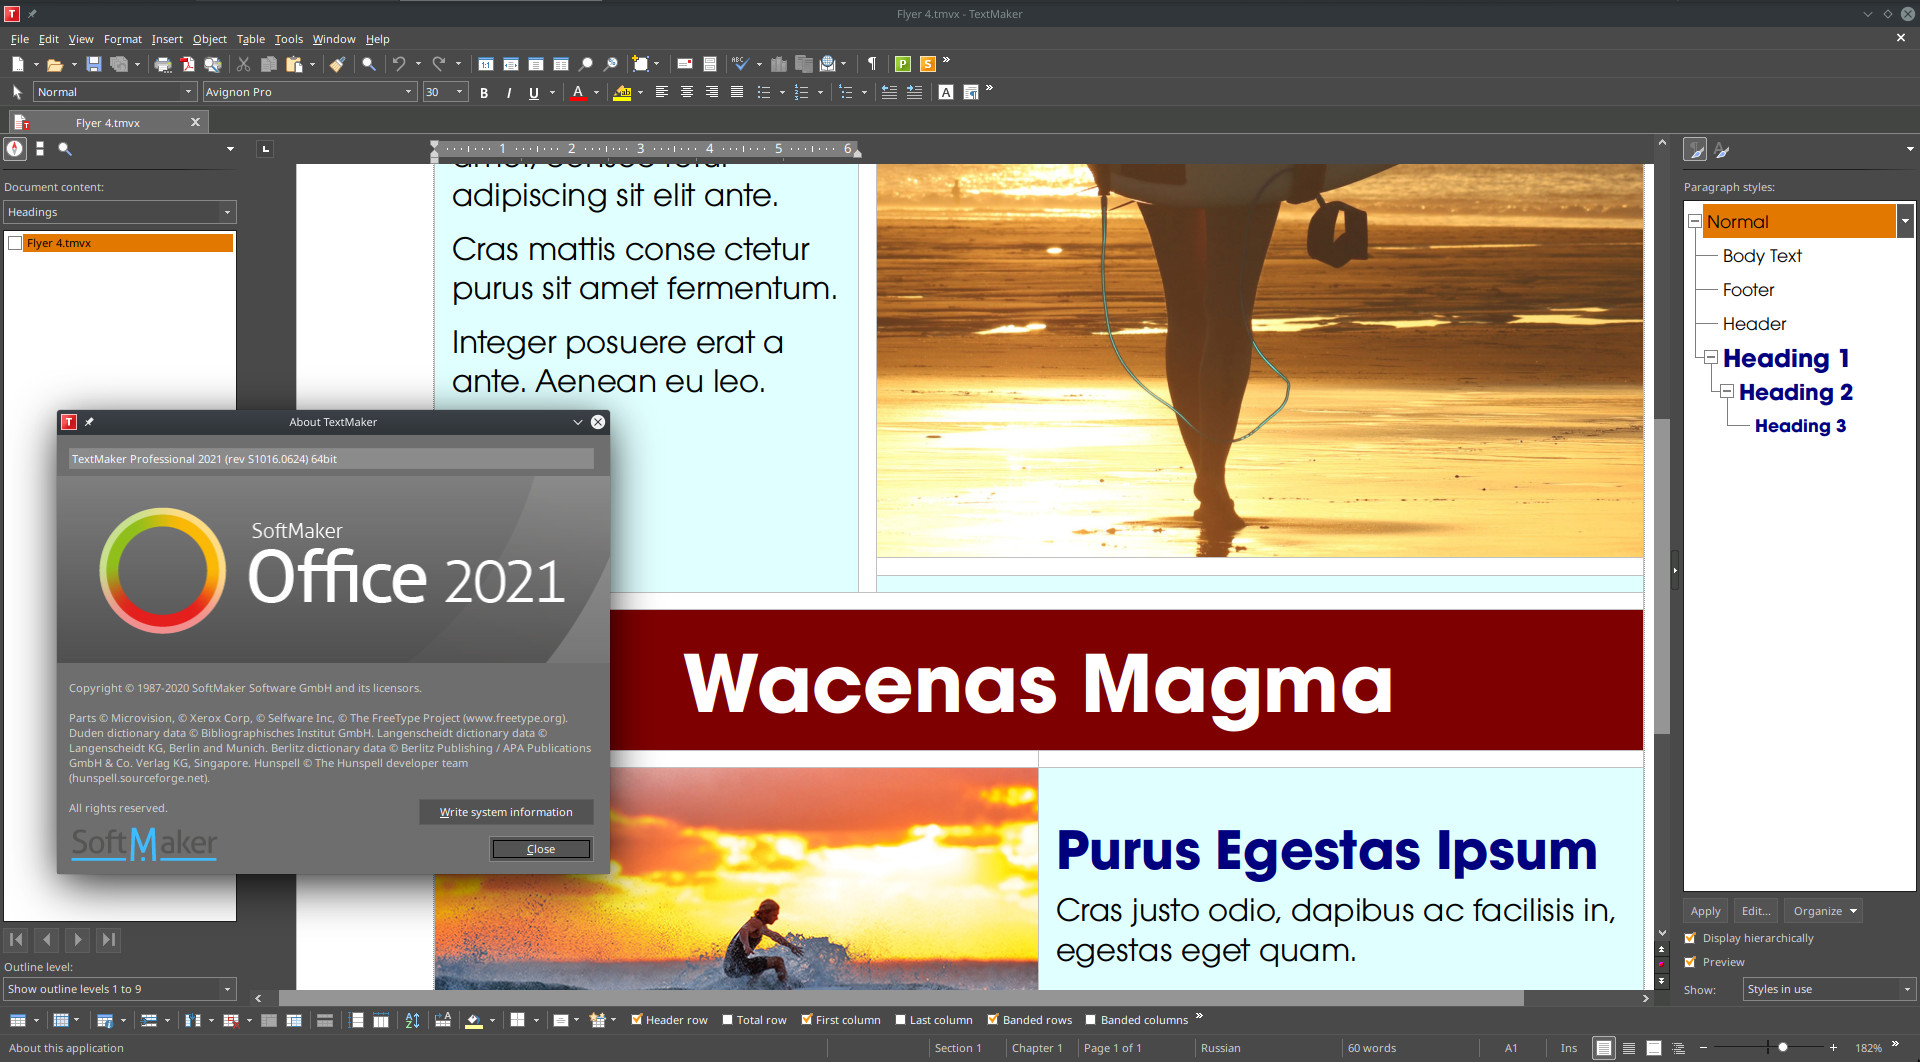 Flyer 4.tmvx - TextMaker
File Edit View Format Insert Object Table Tools Window Help
Normal Avignon Pro 30 B I U A
Flyer 4.tmvx
1 2 3 4 5 6
Document content:
Headings
Flyer 4.tmvx
adipiscing sit elit ante.
Cras mattis conse ctetur
purus sit amet fermentum.
Integer posuere erat a
ante. Aenean eu leo.
About TextMaker
TextMaker Professional 2021 (rev S1016.0624) 64bit
SoftMaker
Office 2021
Copyright © 1987-2020 SoftMaker Software GmbH and its licensors.
Parts © Microvision, © Xerox Corp, © Selfware Inc, © The FreeType Project (www.freetype.org).
Duden dictionary data © Bibliographisches Institut GmbH. Langenscheidt dictionary data ©
Langenscheidt KG, Berlin and Munich. Berlitz dictionary data © Berlitz Publishing / APA Publications
GmbH & Co. Verlag KG, Singapore. Hunspell © The Hunspell developer team
(hunspell.sourceforge.net).
All rights reserved.
Write system information
SoftMaker
Close
Wacenas Magma
Purus Egestas Ipsum
Cras justo odio, dapibus ac facilisis in,
egestas eget quam.
Paragraph styles:
Normal
Body Text
Footer
Header
Heading 1
Heading 2
Heading 3
Apply Edit... Organize
Display hierarchically
Preview
Show: Styles in use
Outline level:
Show outline levels 1 to 9
Header row Total row First column Last column Banded rows Banded columns
About this application Section 1 Chapter 1 Page 1 of 1 Russian 60 words A1 Ins 182%